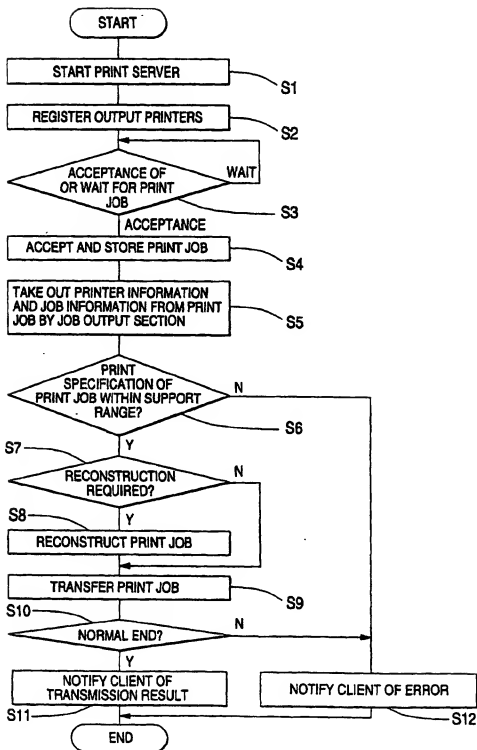 START
START PRINT SERVER
S1
REGISTER OUTPUT PRINTERS
S2
ACCEPTANCE OF
OR WAIT FOR PRINT
JOB
WAIT
S3
ACCEPTANCE
ACCEPT AND STORE PRINT JOB
S4
TAKE OUT PRINTER INFORMATION
AND JOB INFORMATION FROM PRINT
JOB BY JOB OUTPUT SECTION
S5
PRINT
SPECIFICATION OF
PRINT JOB WITHIN SUPPORT
RANGE?
N
S6
Y
S7
RECONSTRUCTION
REQUIRED?
N
S8
Y
RECONSTRUCT PRINT JOB
TRANSFER PRINT JOB
S9
S10
NORMAL END?
N
Y
NOTIFY CLIENT OF
TRANSMISSION RESULT
S11
NOTIFY CLIENT OF ERROR
S12
END